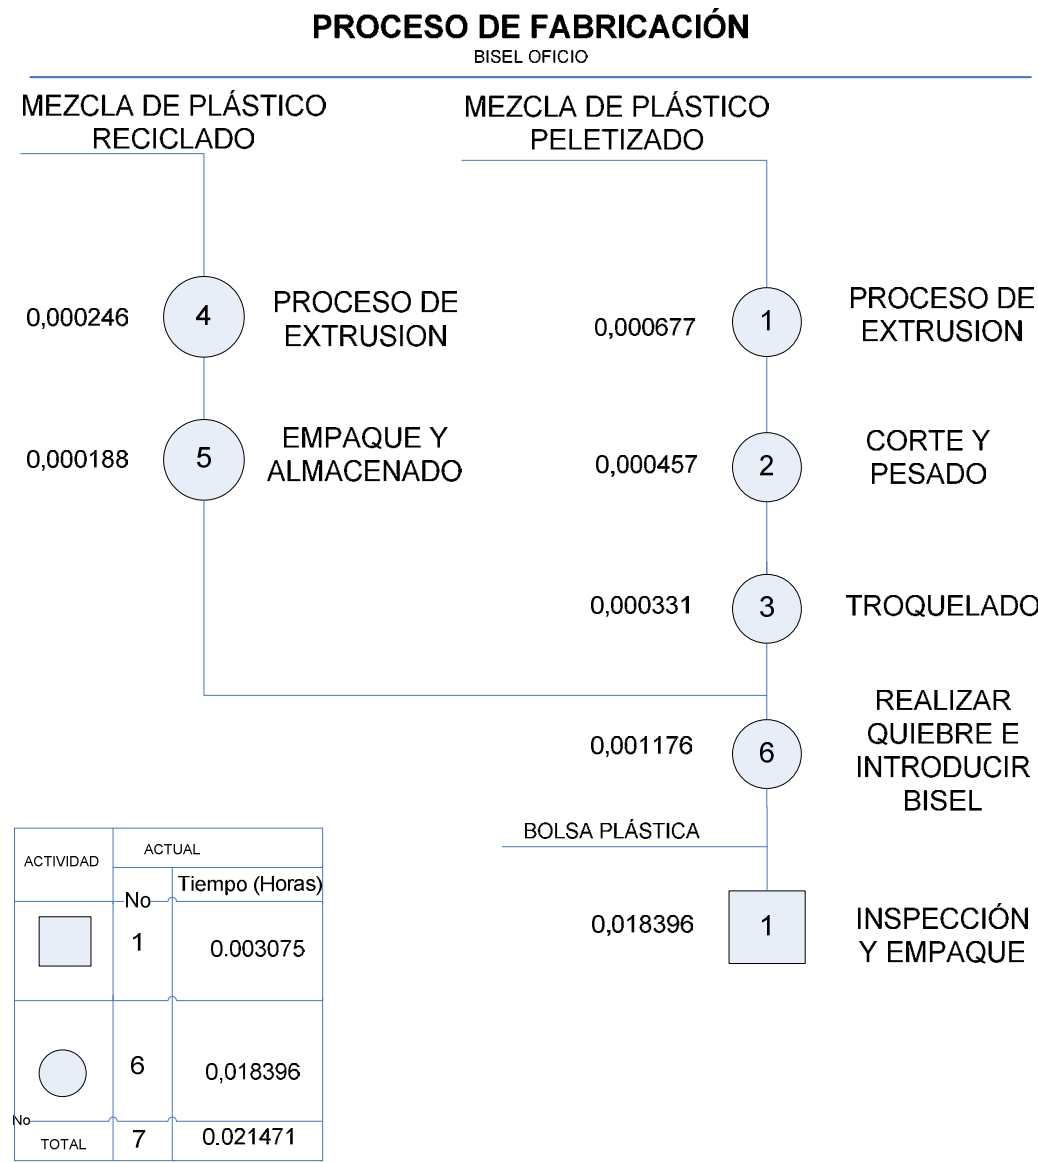 PROCESO DE FABRICACIÓN
BISEL OFICIO
MEZCLA DE PLÁSTICO
RECICLADO
MEZCLA DE PLÁSTICO
PELETIZADO
0,000246
4
PROCESO DE
EXTRUSION
0,000677
1
PROCESO DE
EXTRUSION
0,000188
5
EMPAQUE Y
ALMACENADO
0,000457
2
CORTE Y
PESADO
0,000331
3
TROQUELADO
0,001176
6
REALIZAR
QUIEBRE E
INTRODUCIR
BISEL
BOLSA PLÁSTICA
0,018396
1
INSPECCIÓN
Y EMPAQUE
ACTIVIDAD
ACTUAL
No
Tiempo (Horas)
1
0.003075
6
0,018396
No
TOTAL
7
0.021471